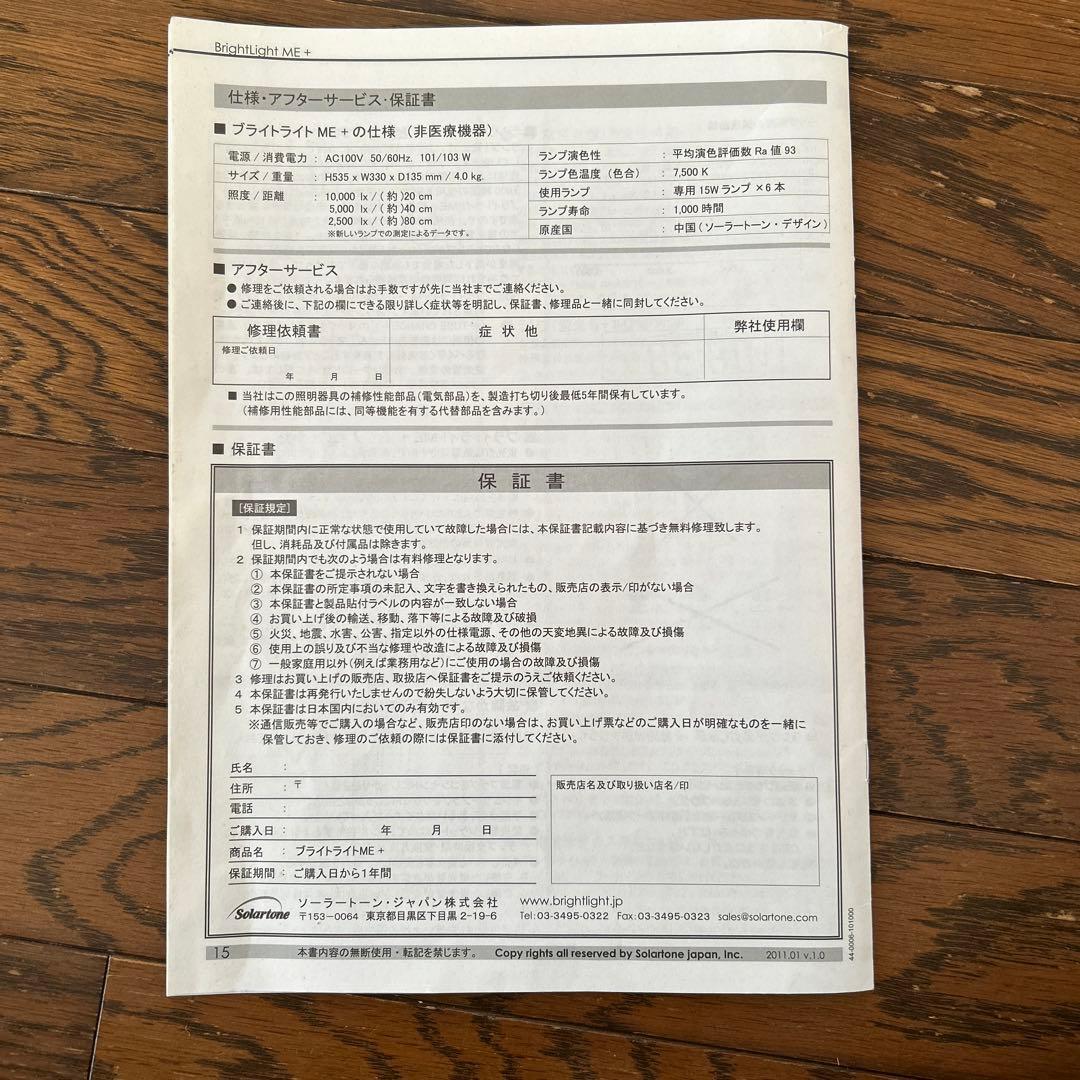 BrightLight ME +
仕様・アフターサービス・保証書
■ ブライトライト ME + の仕様（非医療機器）
電源 / 消費電力 : AC100V 50/60Hz. 101/103 W
サイズ / 重量 : H535 x W330 x D135 mm / 4.0 kg.
照度 / 距離 : 10,000 lx / ( 約 )20 cm
5,000 lx / ( 約 )40 cm
2,500 lx / ( 約 )80 cm
※新しいランプでの測定によるデータです。
ランプ演色性 : 平均演色評価数 Ra 値 93
ランプ色温度（色合） : 7,500 K
使用ランプ : 専用 15W ランプ × 6 本
ランプ寿命 : 1,000 時間
原産国 : 中国 ( ソーラートーン・デザイン )
■ アフターサービス
● 修理をご依頼される場合はお手数ですが先に当社までご連絡ください。
● ご連絡後に、下記の欄にできる限り詳しく症状等を明記し、保証書、修理品と一緒に同封してください。
修理依頼書 症 状 他 弊社使用欄
修理ご依頼日
年 月 日
■ 当社はこの照明器具の補修性能部品（電気部品）を、製造打ち切り後最低5年間保有しています。
（補修用性能部品には、同等機能を有する代替部品を含みます。）
■ 保証書
保 証 書
[保証規定]
1 保証期間内に正常な状態で使用していて故障した場合には、本保証書記載内容に基づき無料修理致します。
但し、消耗品及び付属品は除きます。
2 保証期間内でも次のよう場合は有料修理となります。
① 本保証書をご提示されない場合
② 本保証書の所定事項の未記入、文字を書き換えられたもの、販売店の表示/印がない場合
③ 本保証書と製品貼付ラベルの内容が一致しない場合
④ お買い上げ後の輸送、移動、落下等による故障及び破損
⑤ 火災、地震、水害、公害、指定以外の仕様電源、その他の天変地異による故障及び損傷
⑥ 使用上の誤り及び不当な修理や改造による故障及び損傷
⑦ 一般家庭用以外（例えば業務用など）にご使用の場合の故障及び損傷
3 修理はお買い上げの販売店、取扱店へ保証書をご提示のうえご依頼ください。
4 本保証書は再発行いたしませんので紛失しないよう大切に保管してください。
5 本保証書は日本国内においてのみ有効です。
※通信販売等でご購入の場合など、販売店印のない場合は、お買い上げ票などのご購入日が明確なものを一緒に
保管しておき、修理のご依頼の際には保証書に添付してください。
氏名 :
住所 : 〒
電話 :
ご購入日 : 年 月 日
商品名 : ブライトライトME +
保証期間 : ご購入日から１年間
販売店名及び取り扱い店名/印
Solartone
ソーラートーン・ジャパン株式会社 www.brightlight.jp
〒153-0064 東京都目黒区下目黒 2-19-6 Tel:03-3495-0322 Fax:03-3495-0323 sales@solartone.com
15 本書内容の無断使用・転記を禁じます。 Copy rights all reserved by Solartone japan, Inc. 2011.01 v.1.0
44-0006-101000